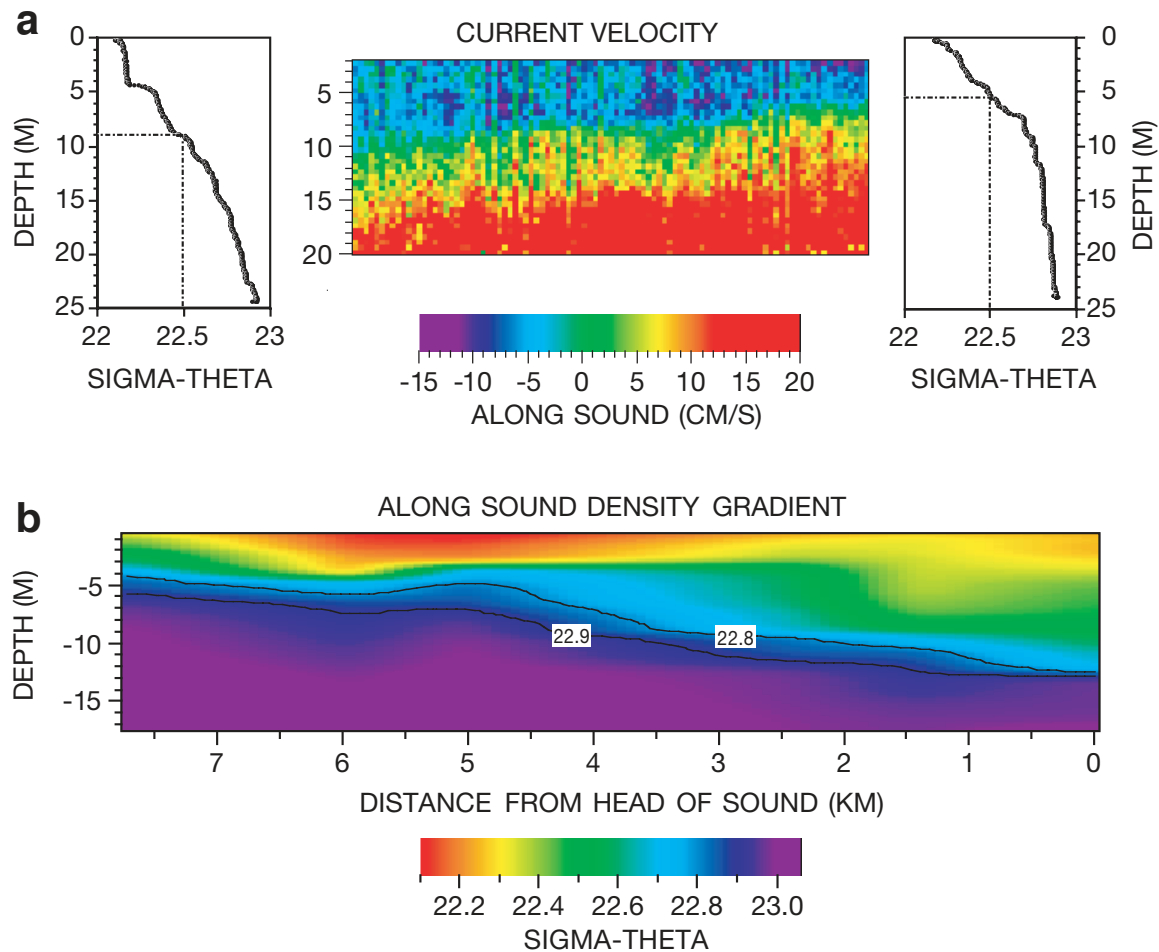 a
CURRENT VELOCITY
0
5
10
15
20
25
DEPTH (M)
22 22.5 23
SIGMA-THETA
5
10
15
20
-15 -10 -5 0 5 10 15 20
ALONG SOUND (CM/S)
0
5
10
15
20
25
DEPTH (M)
22 22.5 23
SIGMA-THETA
b
ALONG SOUND DENSITY GRADIENT
-5
-10
-15
DEPTH (M)
22.9 22.8
7 6 5 4 3 2 1 0
DISTANCE FROM HEAD OF SOUND (KM)
22.2 22.4 22.6 22.8 23.0
SIGMA-THETA